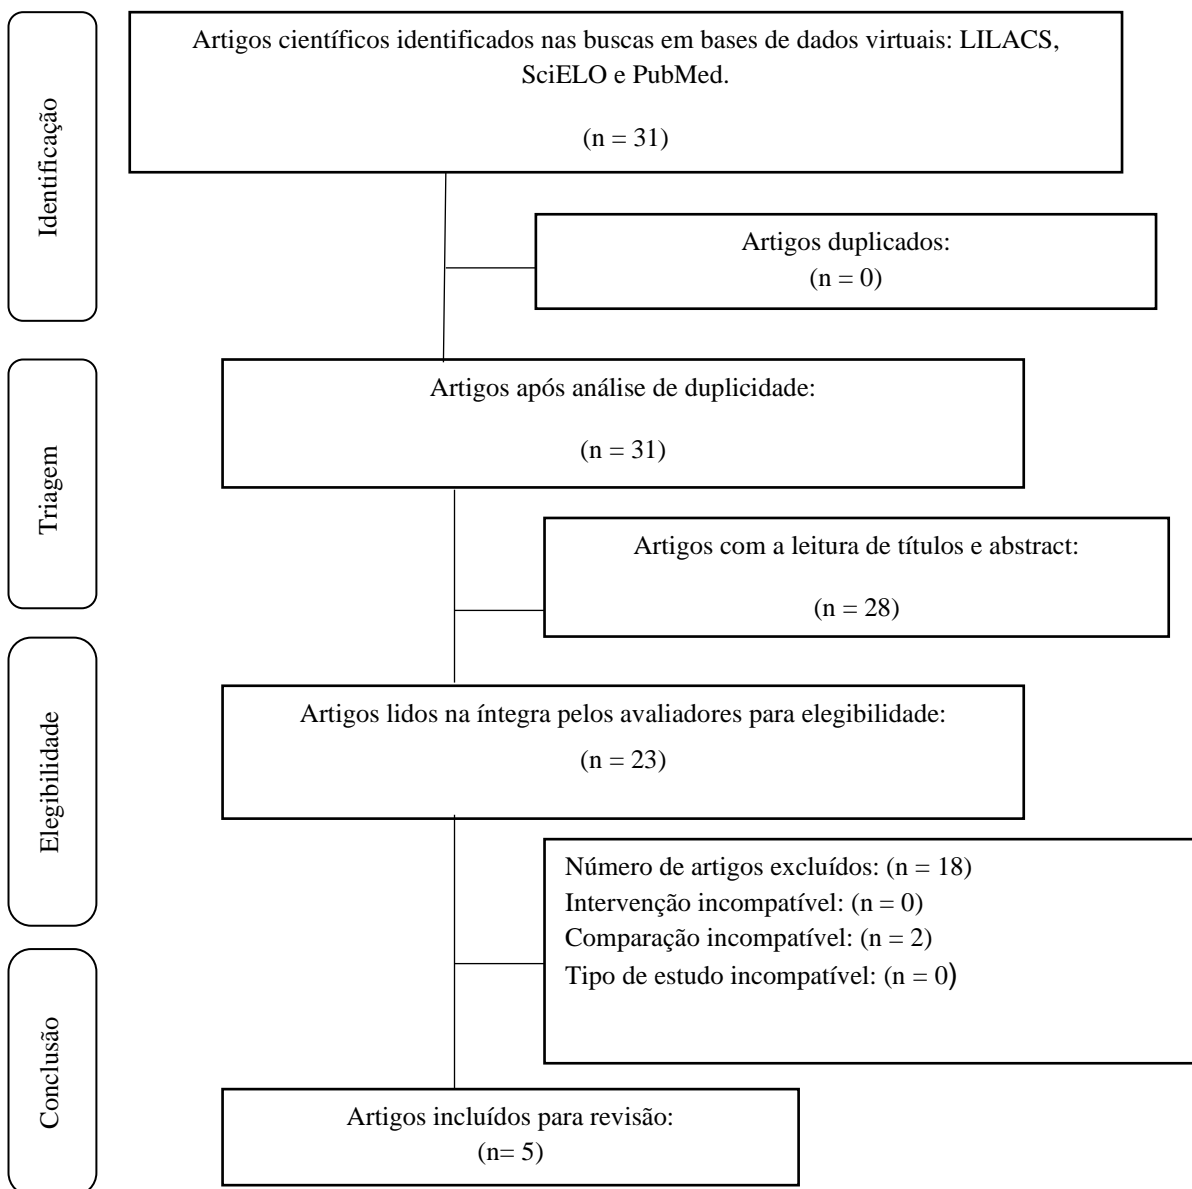 Identificação
Artigos científicos identificados nas buscas em bases de dados virtuais: LILACS,
SciELO e PubMed.
(n = 31)
Artigos duplicados:
(n = 0)
Triagem
Artigos após análise de duplicidade:
(n = 31)
Artigos com a leitura de títulos e abstract:
(n = 28)
Elegibilidade
Artigos lidos na íntegra pelos avaliadores para elegibilidade:
(n = 23)
Número de artigos excluídos: (n = 18)
Intervenção incompatível: (n = 0)
Comparação incompatível: (n = 2)
Tipo de estudo incompatível: (n = 0)
Conclusão
Artigos incluídos para revisão:
(n= 5)